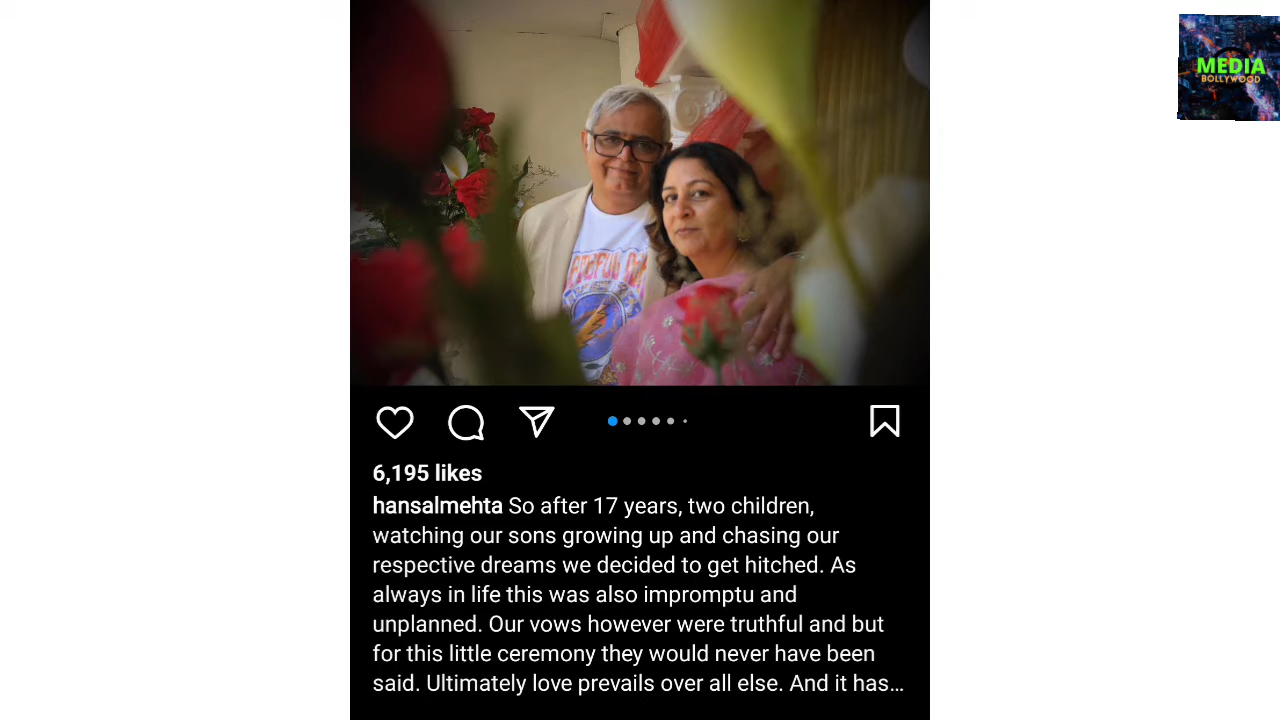 MEDIA
BOLLYWOOD
6,195 likes
hansalmehta So after 17 years, two children,
watching our sons growing up and chasing our
respective dreams we decided to get hitched. As
always in life this was also impromptu and
unplanned. Our vows however were truthful and but
for this little ceremony they would never have been
said. Ultimately love prevails over all else. And it has...